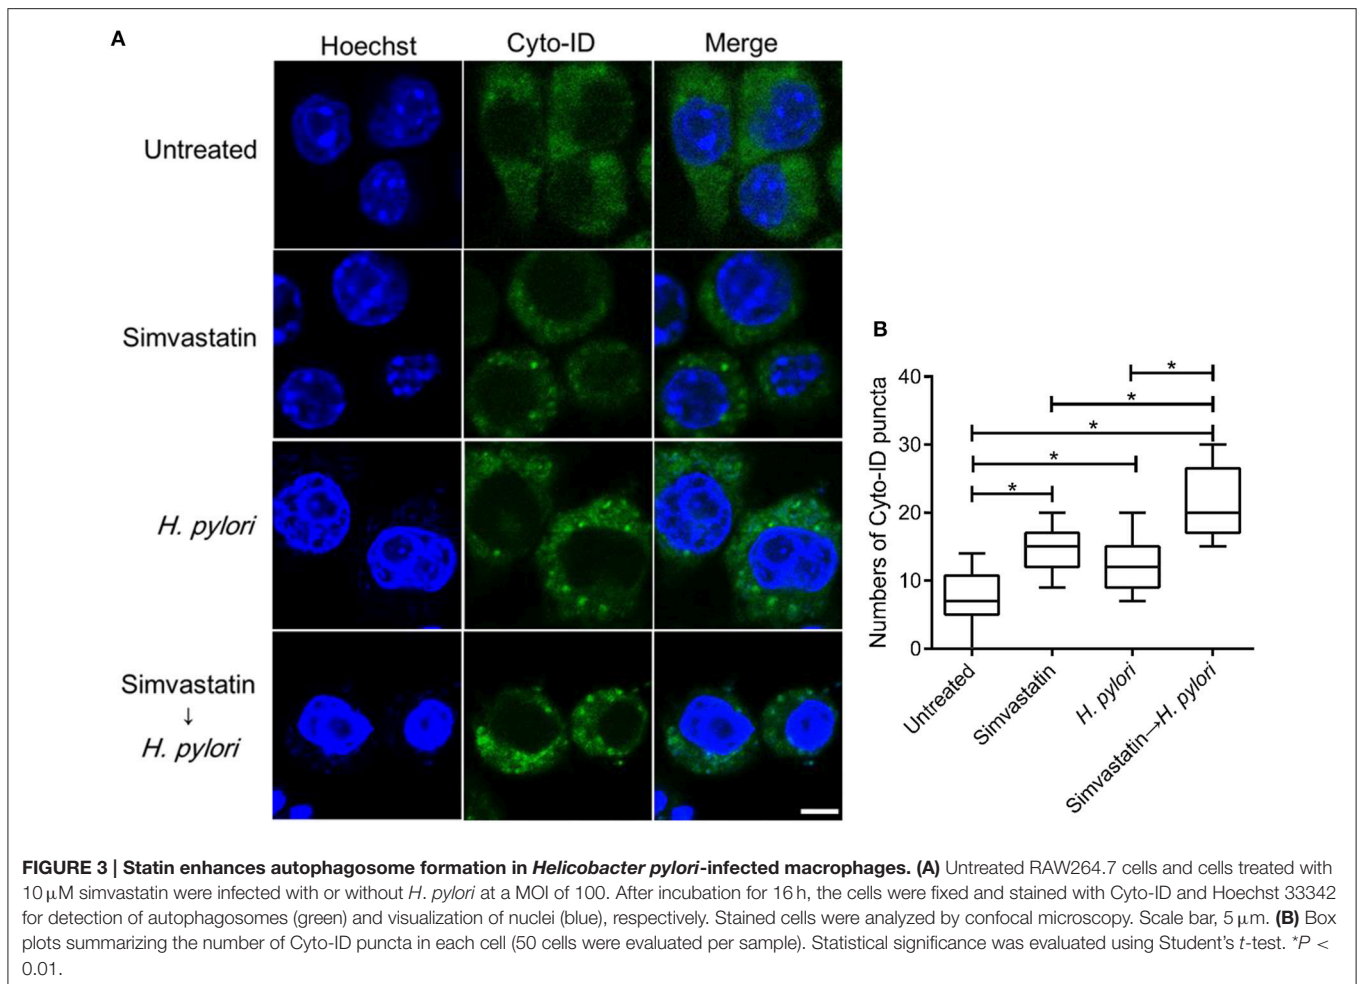 A
Hoechst Cyto-ID Merge
Untreated
Simvastatin
H. pylori
Simvastatin
↓
H. pylori
B
Numbers of Cyto-ID puncta
40
30
20
10
0
*
*
*
*
*
Untreated
Simvastatin
H. pylori
Simvastatin→H. pylori
FIGURE 3 | Statin enhances autophagosome formation in Helicobacter pylori-infected macrophages. (A) Untreated RAW264.7 cells and cells treated with
10 μM simvastatin were infected with or without H. pylori at a MOI of 100. After incubation for 16 h, the cells were fixed and stained with Cyto-ID and Hoechst 33342
for detection of autophagosomes (green) and visualization of nuclei (blue), respectively. Stained cells were analyzed by confocal microscopy. Scale bar, 5 μm. (B) Box
plots summarizing the number of Cyto-ID puncta in each cell (50 cells were evaluated per sample). Statistical significance was evaluated using Student's t-test. *P <
0.01.